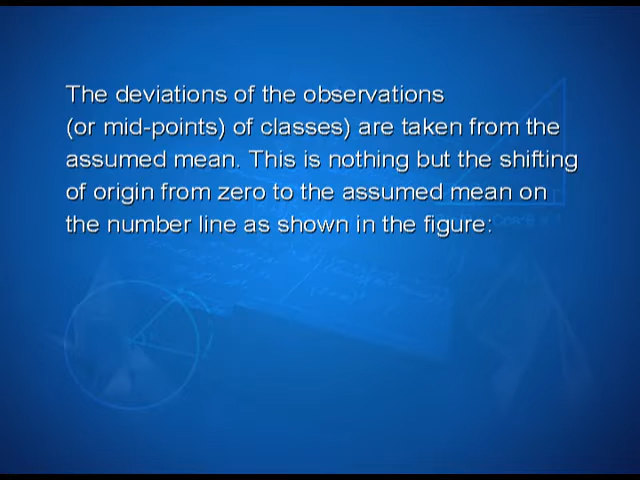 The deviations of the observations
(or mid-points) of classes) are taken from the
assumed mean. This is nothing but the shifting
of origin from zero to the assumed mean on
the number line as shown in the figure: